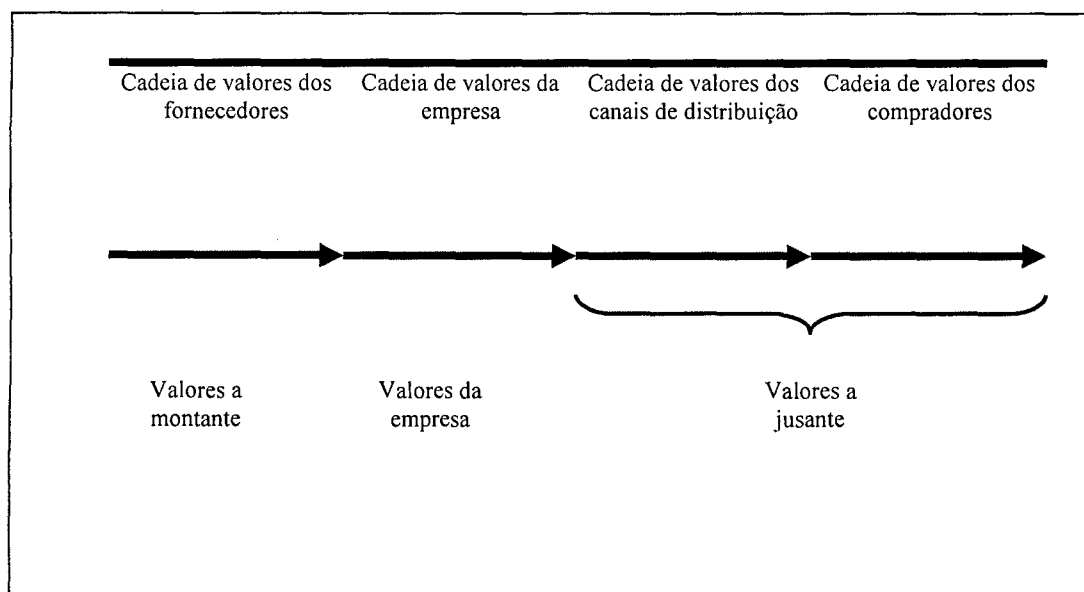 Cadeia de valores dos
fornecedores
Cadeia de valores da
empresa
Cadeia de valores dos
canais de distribuição
Cadeia de valores dos
compradores
Valores a
montante
Valores da
empresa
Valores a
jusante